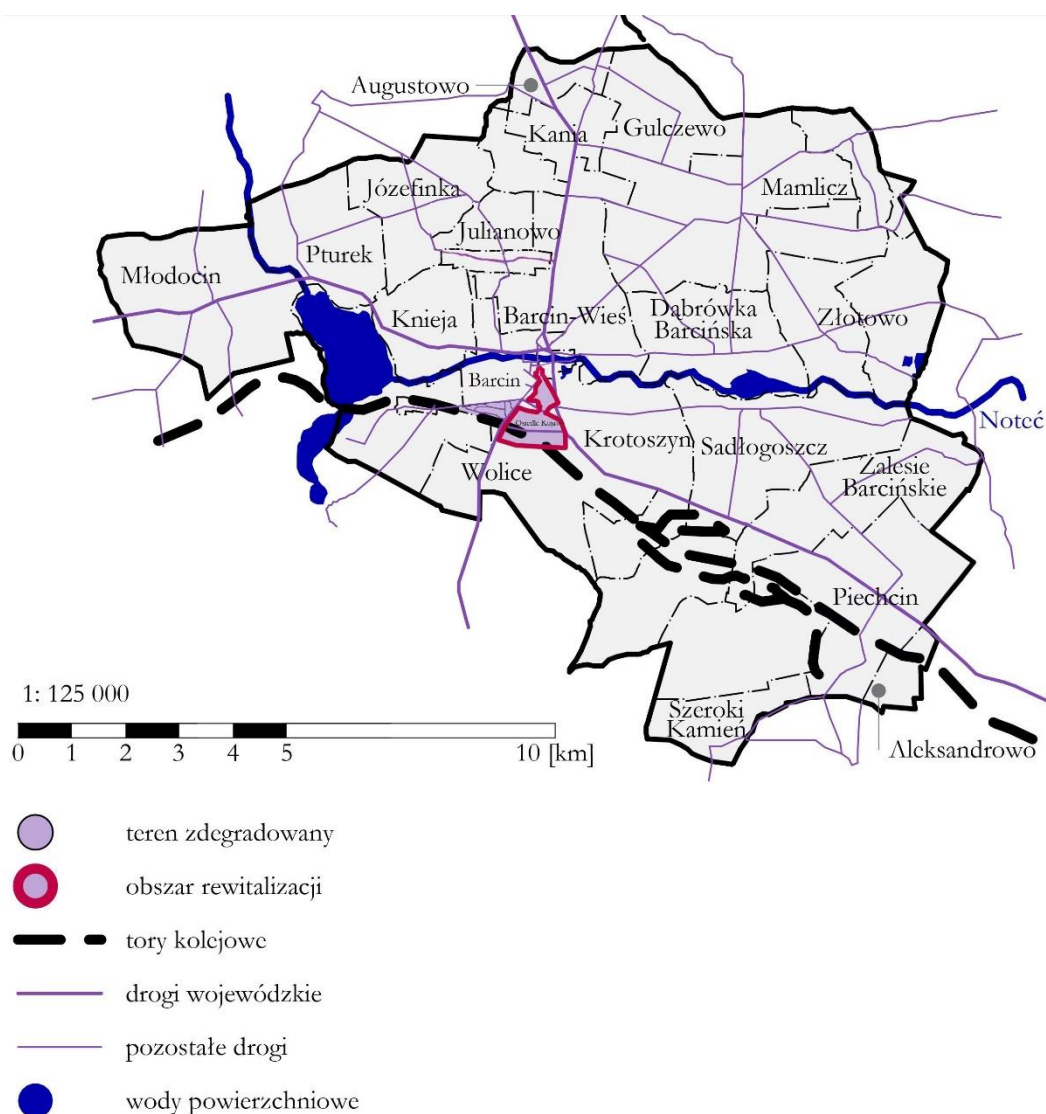 Augustowo
Kania
Gulczewo
Józefinka
Mamlicz
Julianowo
Pturek
Młodocin
Knieja
Barcin-Wieś
Dąbrówka
Barcińska
Złotowo
Barcin
Noteć
Osiedle
Krotoszyn
Sadłogoszcz
Wolice
Zalesie
Barcińskie
Piechcin
1: 125 000
Szeroki
Kamień
0 1 2 3 4 5 10 [km]
Aleksandrowo
teren zdegradowany
obszar rewitalizacji
tory kolejowe
drogi wojewódzkie
pozostałe drogi
wody powierzchniowe